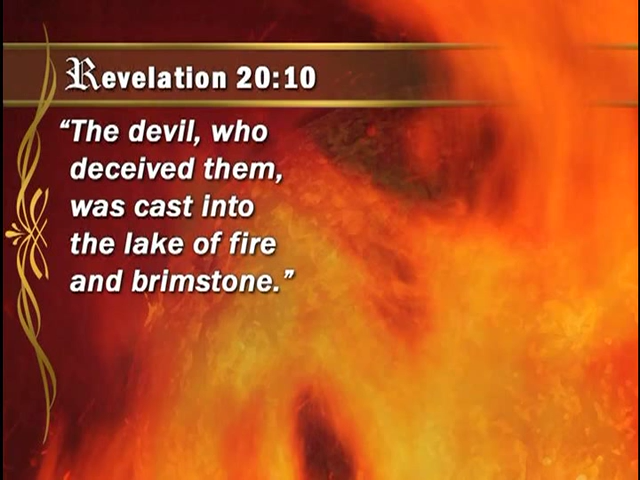 Revelation 20:10
“The devil, who
deceived them,
was cast into
the lake of fire
and brimstone.”